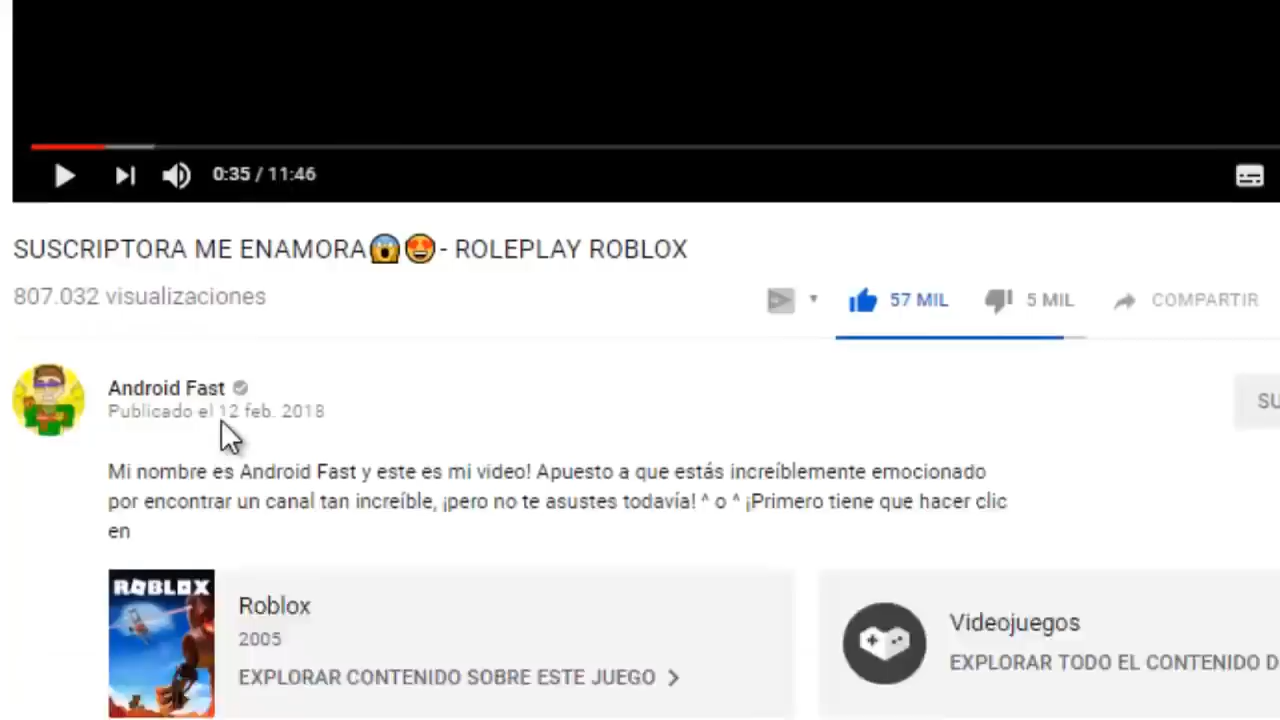 0:35 / 11:46
SUSCRIPTORA ME ENAMORA😱😍- ROLEPLAY ROBLOX
807.032 visualizaciones
57 MIL
5 MIL
COMPARTIR
Android Fast
Publicado el 12 feb. 2018
SU
Mi nombre es Android Fast y este es mi video! Apuesto a que estás increíblemente emocionado
por encontrar un canal tan increíble, ¡pero no te asustes todavía! ^ o ^ ¡Primero tiene que hacer clic
en
ROBLOX
Roblox
2005
EXPLORAR CONTENIDO SOBRE ESTE JUEGO
Videojuegos
EXPLORAR TODO EL CONTENIDO D